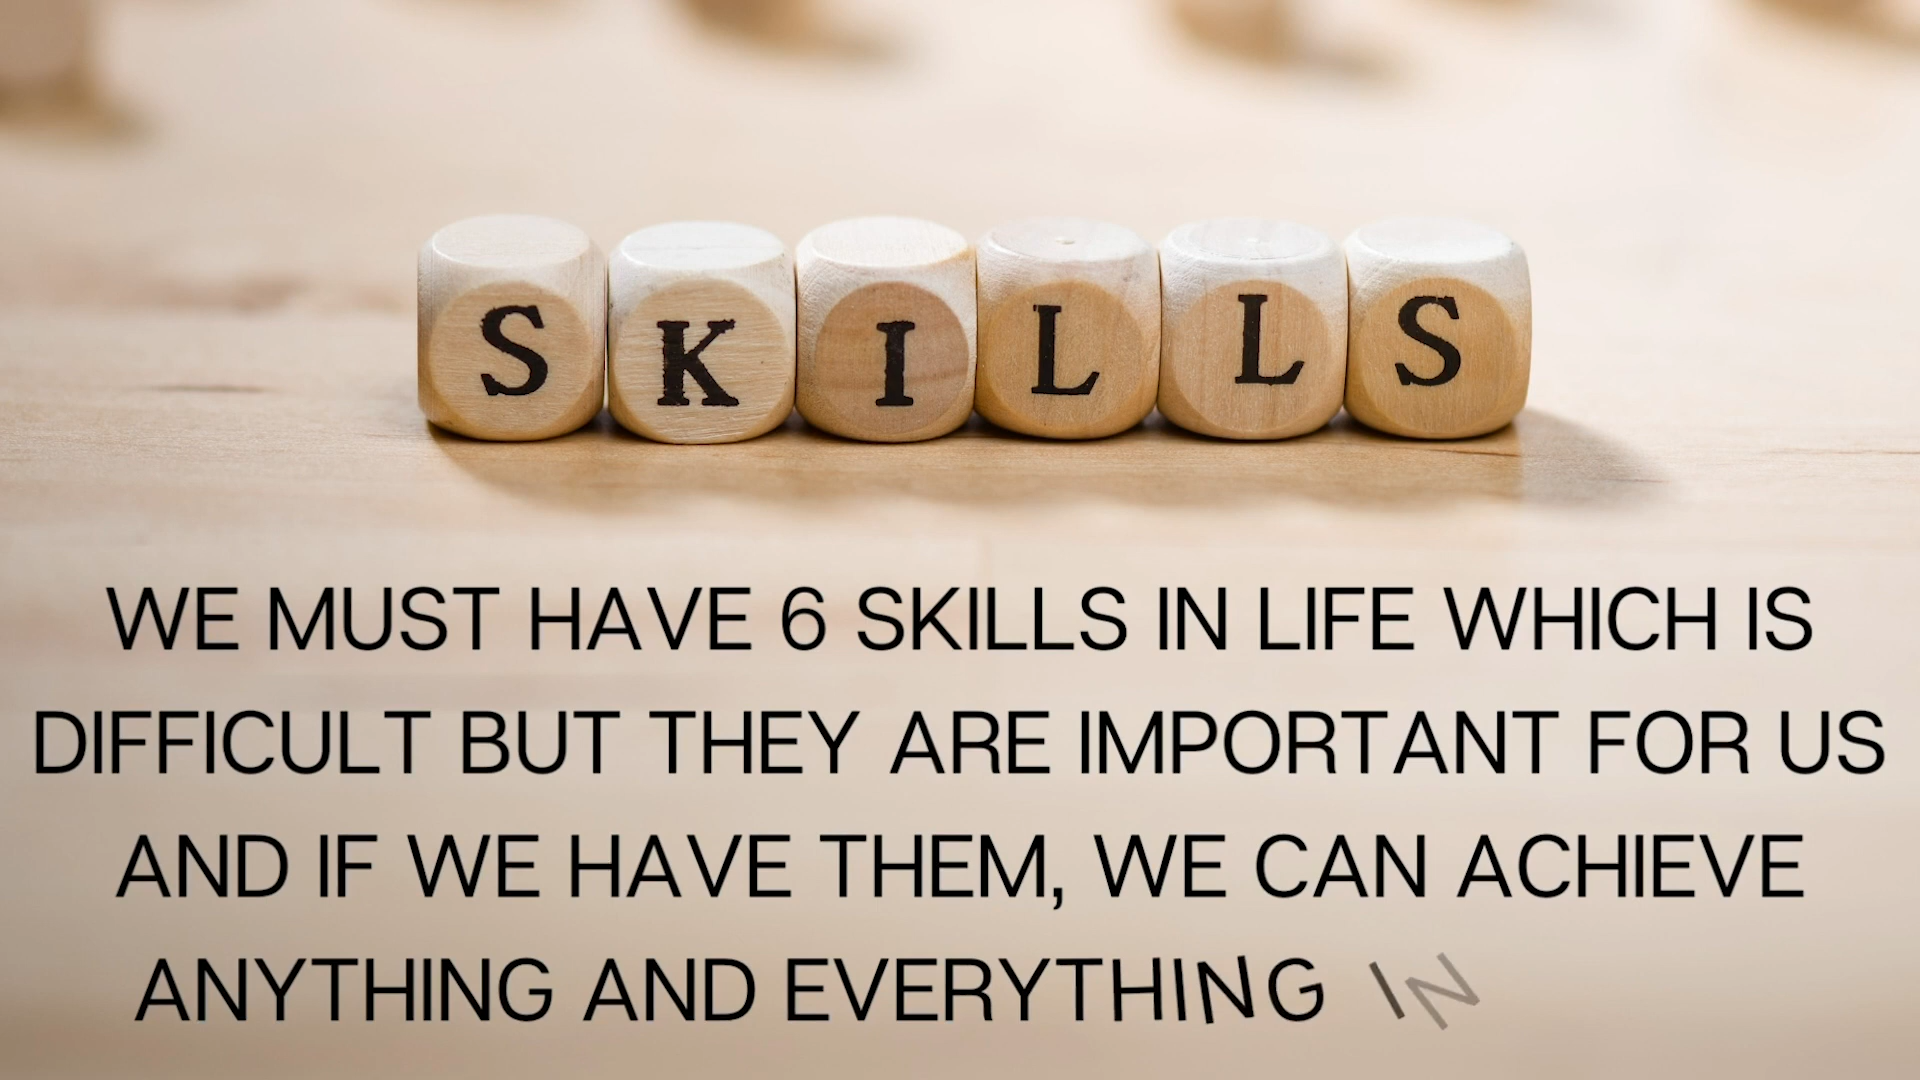 SKILLS
WE MUST HAVE 6 SKILLS IN LIFE WHICH IS
DIFFICULT BUT THEY ARE IMPORTANT FOR US
AND IF WE HAVE THEM, WE CAN ACHIEVE
ANYTHING AND EVERYTHING IN